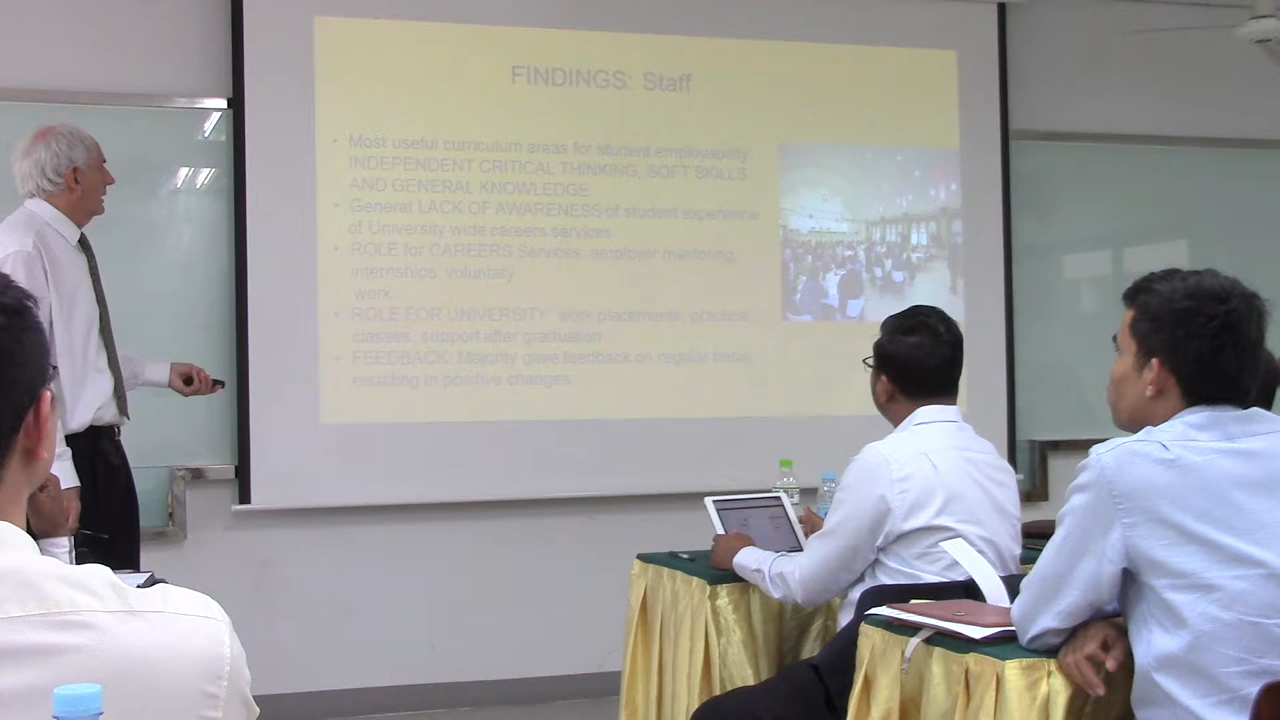 FINDINGS: Staff
• Most useful curriculum areas for student employability
INDEPENDENT CRITICAL THINKING, SOFT SKILLS
AND GENERAL KNOWLEDGE
• General LACK OF AWARENESS of student experience
of University wide careers services
• ROLE for CAREERS Services: employer mentoring,
internships, voluntary
work.
• ROLE FOR UNIVERSITY: work placements, practical
classes, support after graduation
• FEEDBACK: Majority gave feedback on regular basis,
resulting in positive changes.